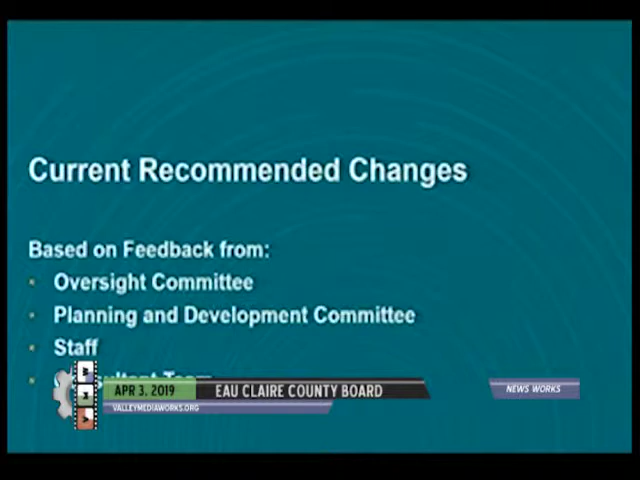 Current Recommended Changes
Based on Feedback from:
Oversight Committee
Planning and Development Committee
Staff
APR 3, 2019 EAU CLAIRE COUNTY BOARD NEWS WORKS
VALLEYMEDIAWORKS.ORG